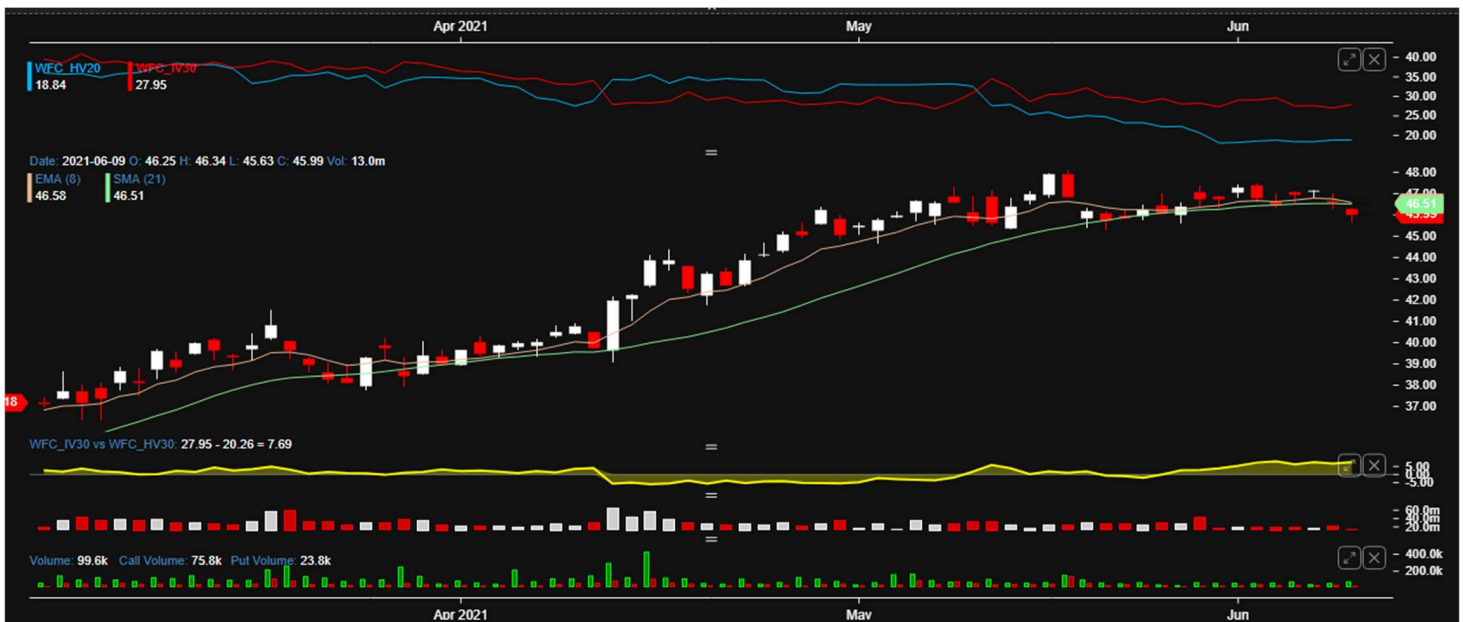 Apr 2021 May Jun
WFC_HV20 WFC_IV30
18.84 27.95
40.00
35.00
30.00
25.00
20.00
Date: 2021-06-09 O: 46.25 H: 46.34 L: 45.63 C: 45.99 Vol: 13.0m
EMA (8) SMA (21)
46.58 46.51
48.00
47.00
46.51
45.99
45.00
44.00
43.00
42.00
41.00
40.00
39.00
38.00
18
37.00
WFC_IV30 vs WFC_HV30: 27.95 - 20.26 = 7.69
5.00
0.00
-5.00
60.0m
40.0m
20.0m
Volume: 99.6k Call Volume: 75.8k Put Volume: 23.8k
400.0k
200.0k
Apr 2021 May Jun